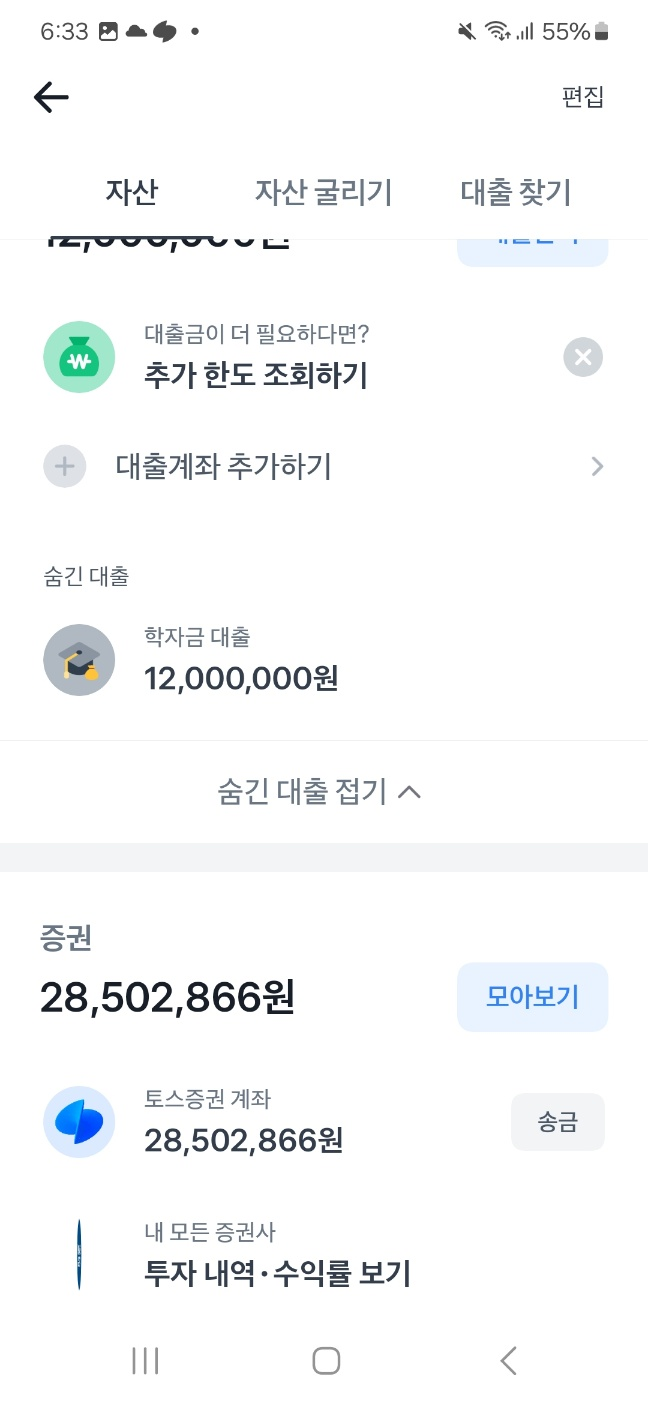 6:33
55%
편집
자산
자산 굴리기
대출 찾기
대출금이 더 필요하다면?
추가 한도 조회하기
대출계좌 추가하기
숨긴 대출
학자금 대출
12,000,000원
숨긴 대출 접기
증권
28,502,866원
모아보기
토스증권 계좌
28,502,866원
송금
내 모든 증권사
투자 내역·수익률 보기